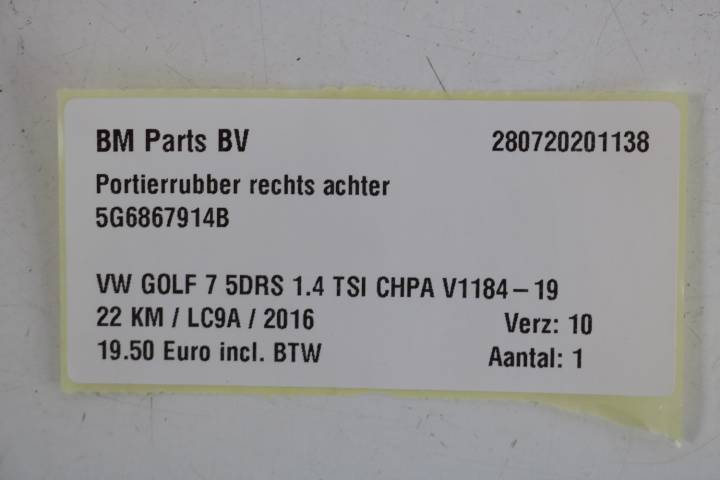 BM Parts BV 280720201138
Portierrubber rechts achter
5G6867914B
VW GOLF 7 5DRS 1.4 TSI CHPA V1184-19
22 KM / LC9A / 2016 Verz: 10
19.50 Euro incl. BTW Aantal: 1